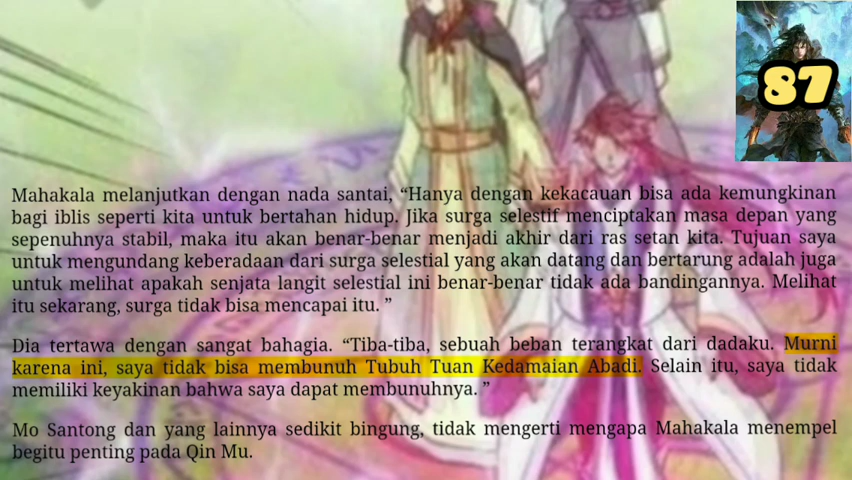 87
Mahakala melanjutkan dengan nada santai, “Hanya dengan kekacauan bisa ada kemungkinan
bagi iblis seperti kita untuk bertahan hidup. Jika surga selestif menciptakan masa depan yang
sepenuhnya stabil, maka itu akan benar-benar menjadi akhir dari ras setan kita. Tujuan saya
untuk mengundang keberadaan dari surga selestial yang akan datang dan bertarung adalah juga
untuk melihat apakah senjata langit selestial ini benar-benar tidak ada bandingannya. Melihat
itu sekarang, surga tidak bisa mencapai itu. ”
Dia tertawa dengan sangat bahagia. “Tiba-tiba, sebuah beban terangkat dari dadaku. Murni
karena ini, saya tidak bisa membunuh Tubuh Tuan Kedamaian Abadi. Selain itu, saya tidak
memiliki keyakinan bahwa saya dapat membunuhnya. ”
Mo Santong dan yang lainnya sedikit bingung, tidak mengerti mengapa Mahakala menempel
begitu penting pada Qin Mu.